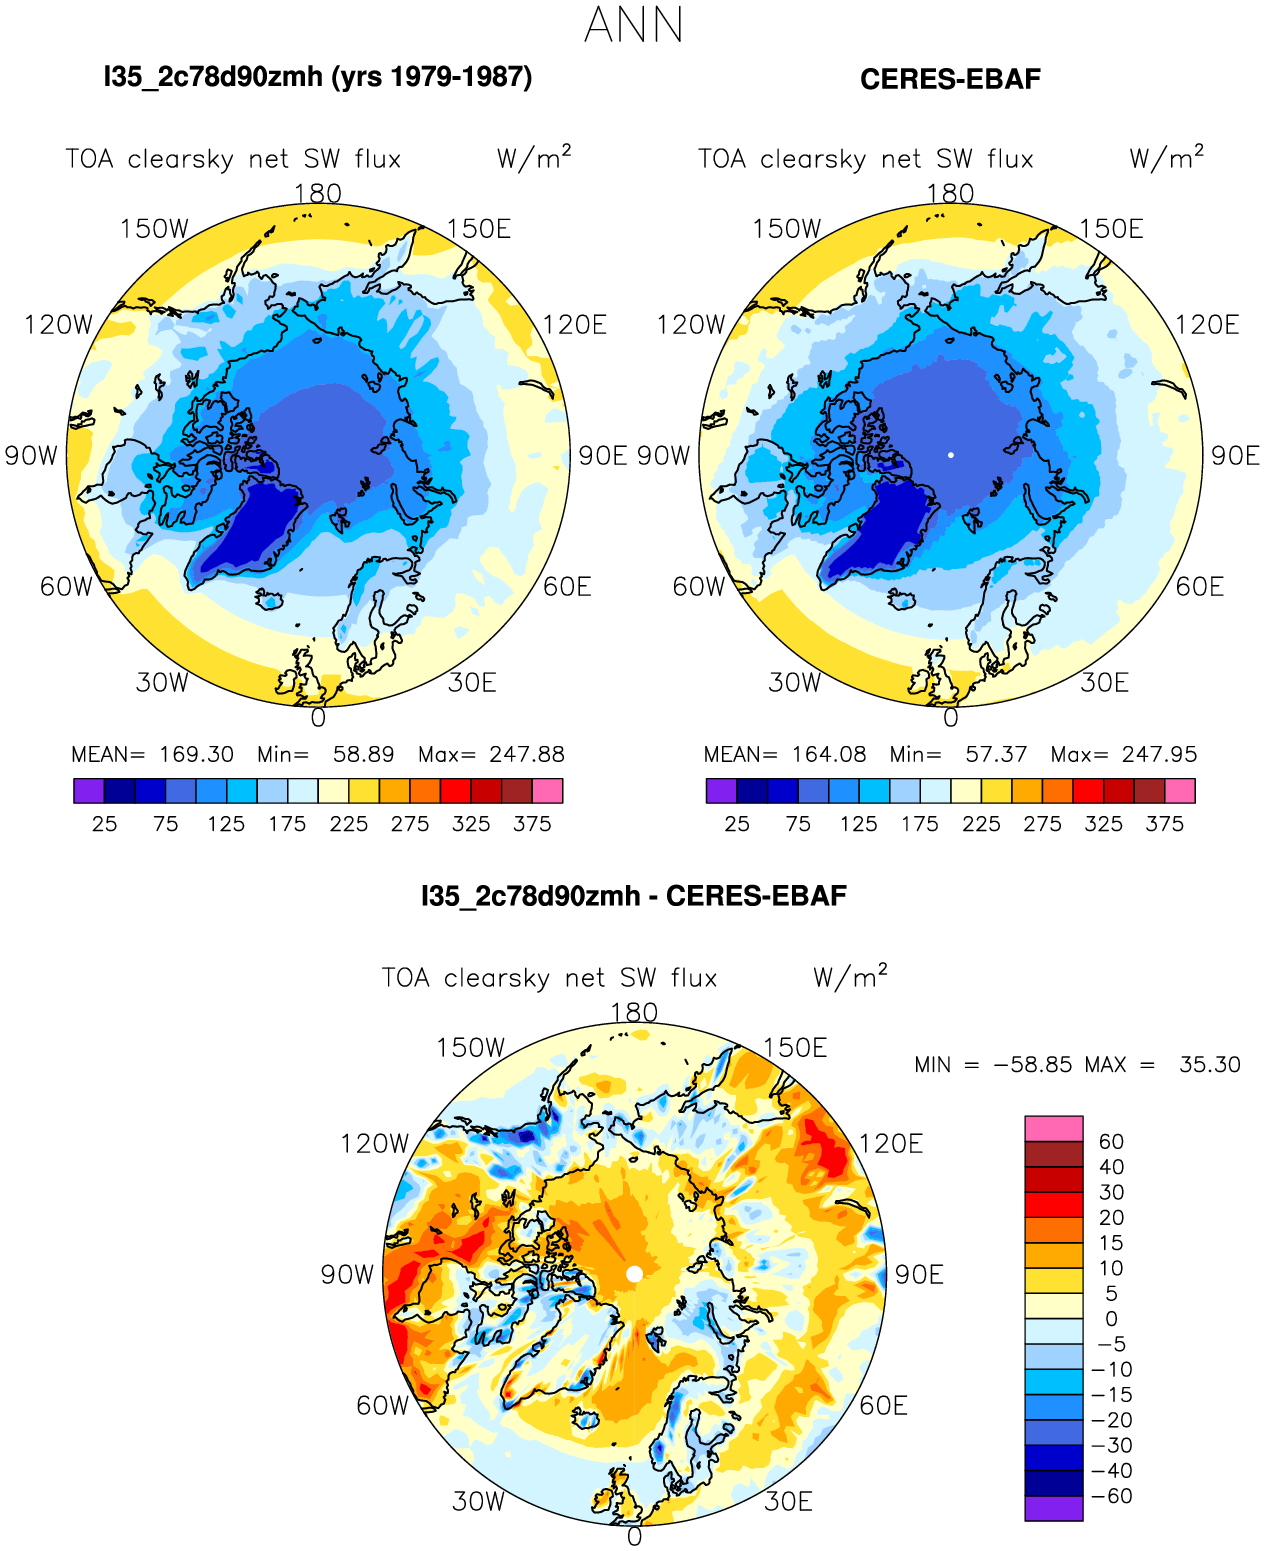 ANN
I35_2c78d90zmh (yrs 1979-1987)
CERES-EBAF
TOA clearsky net SW flux W/m²
TOA clearsky net SW flux W/m²
180
180
150W 150E
150W 150E
120W 120E
120W 120E
90W 90E
90W 90E
60W 60E
60W 60E
30W 30E
30W 30E
0
0
MEAN= 169.30 Min= 58.89 Max= 247.88
MEAN= 164.08 Min= 57.37 Max= 247.95
25 75 125 175 225 275 325 375
25 75 125 175 225 275 325 375
I35_2c78d90zmh - CERES-EBAF
TOA clearsky net SW flux W/m²
180
150W 150E
MIN = -58.85 MAX = 35.30
120W 120E
90W 90E
60W 60E
30W 30E
0
60
40
30
20
15
10
5
0
-5
-10
-15
-20
-30
-40
-60